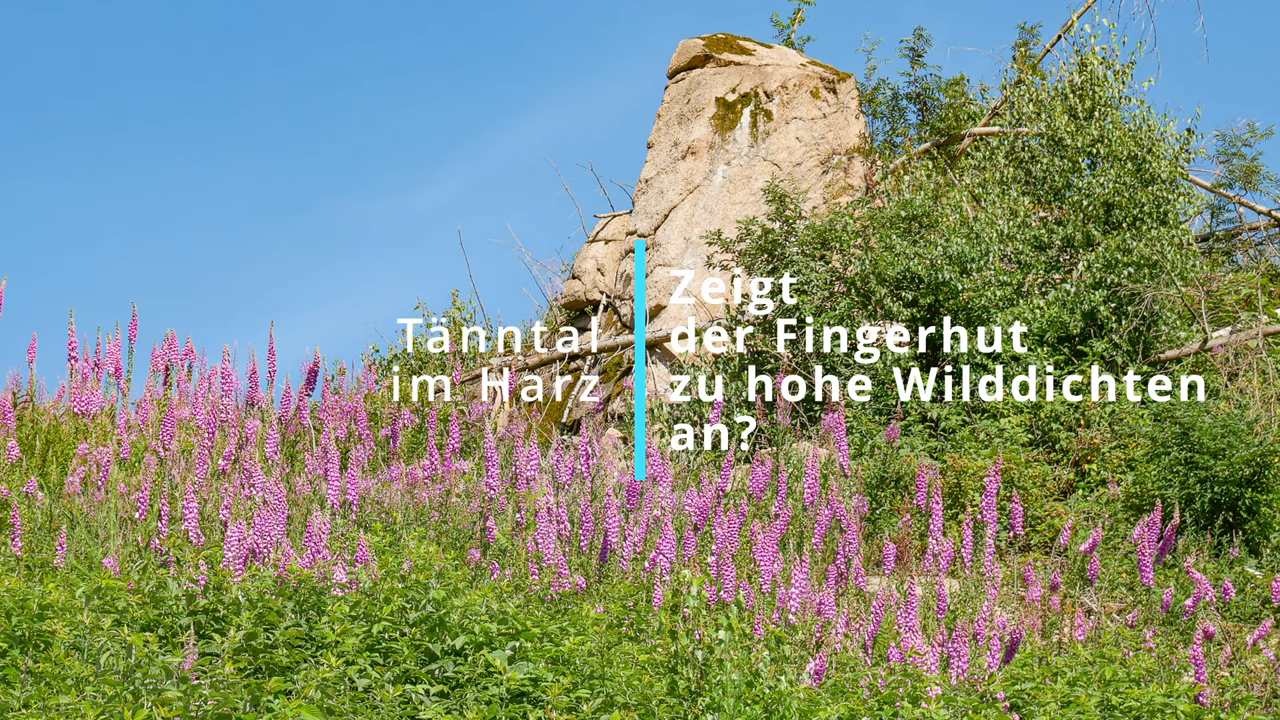 Tänntal
im Harz
Zeigt
der Fingerhut
zu hohe Wilddichten
an?